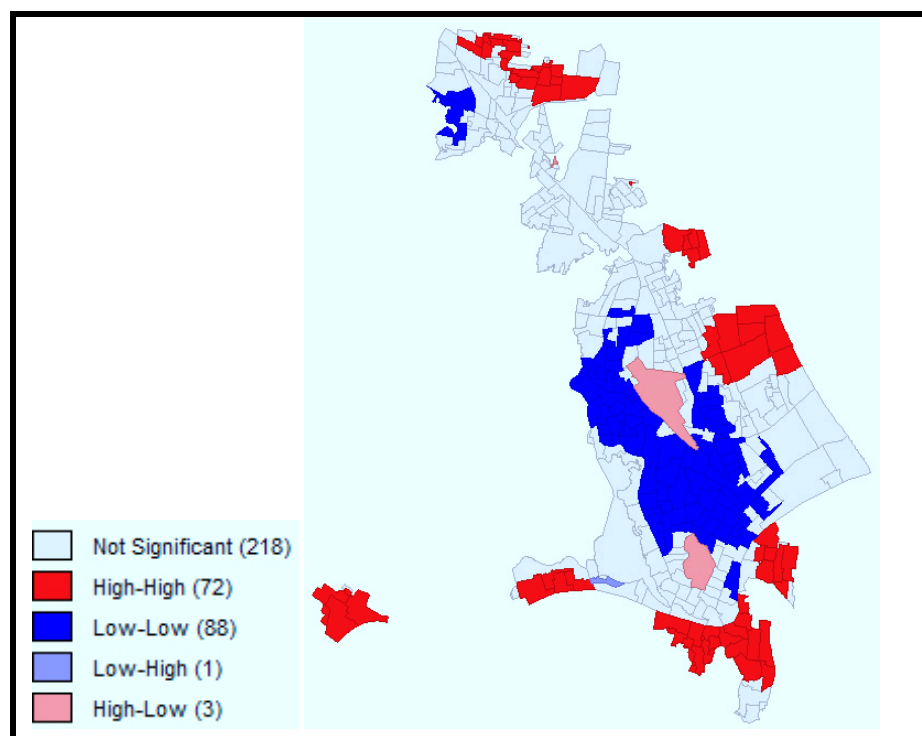 Not Significant (218)
High-High (72)
Low-Low (88)
Low-High (1)
High-Low (3)